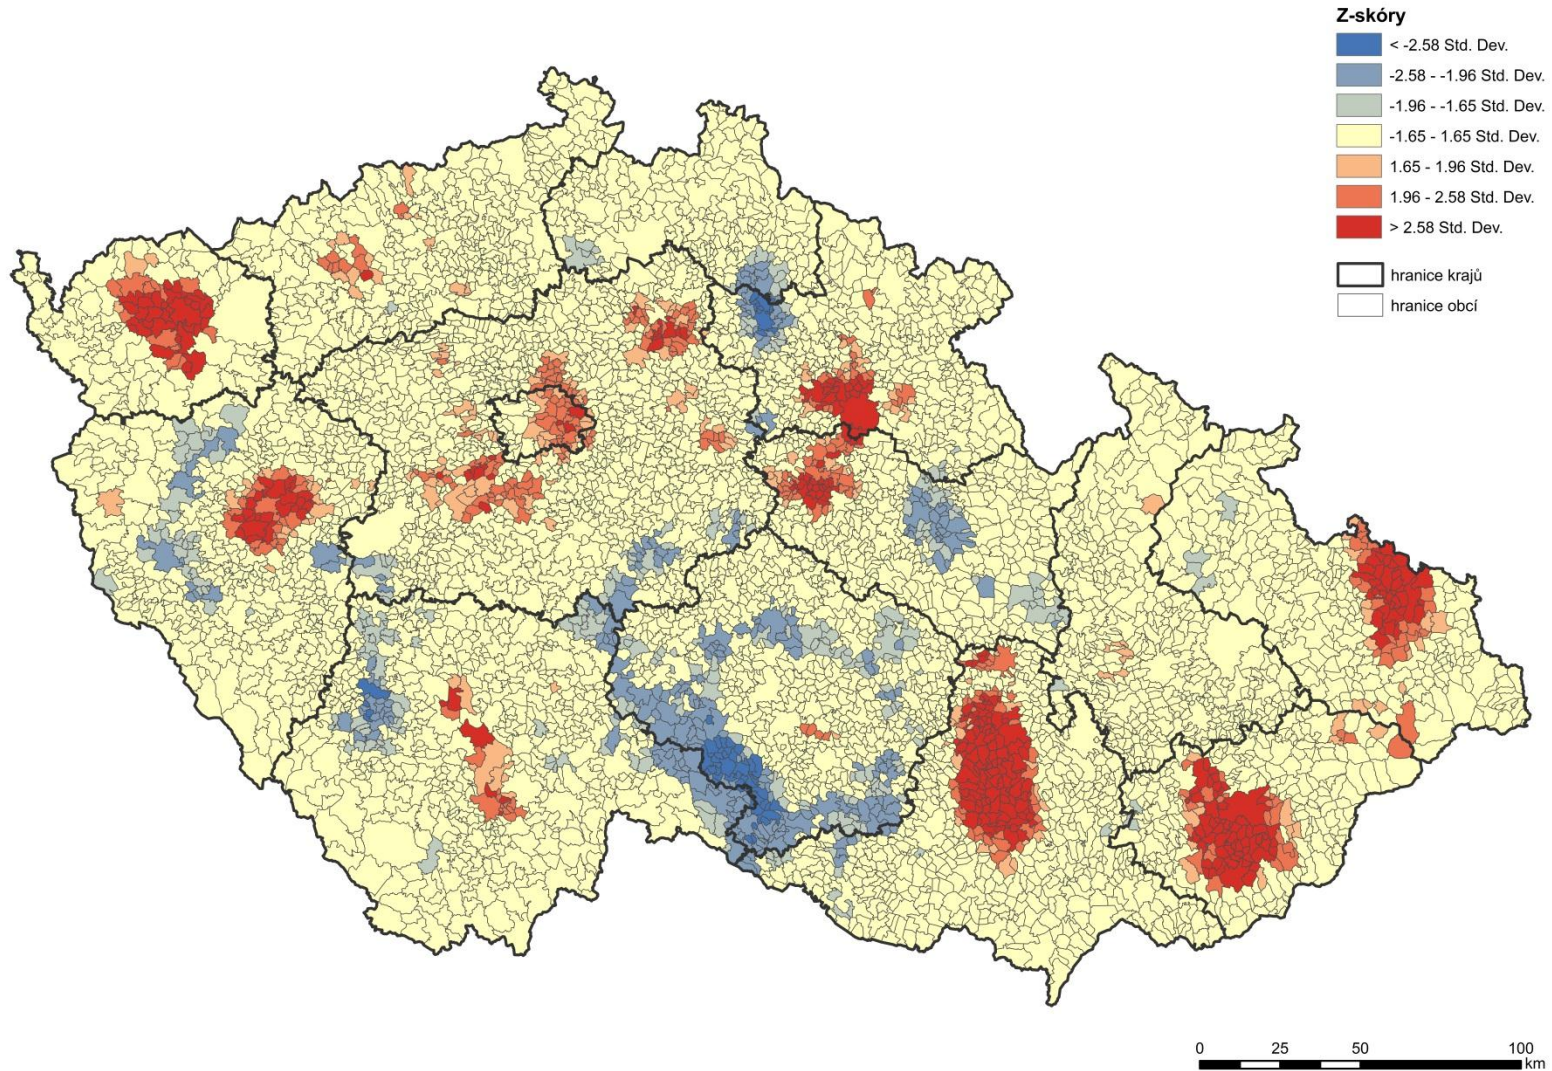 Z-skóry
< -2.58 Std. Dev.
-2.58 - -1.96 Std. Dev.
-1.96 - -1.65 Std. Dev.
-1.65 - 1.65 Std. Dev.
1.65 - 1.96 Std. Dev.
1.96 - 2.58 Std. Dev.
> 2.58 Std. Dev.
hranice krajů
hranice obcí
0 25 50 100
km